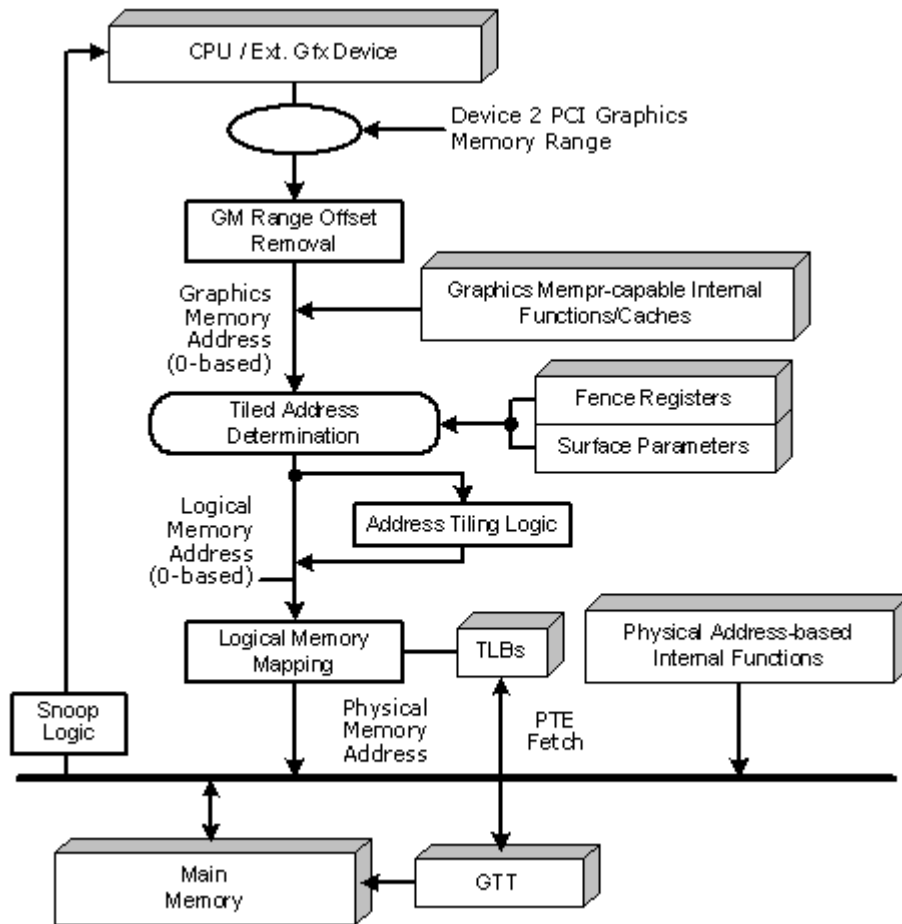 CPU / Ext. Gfx Device
Device 2 PCI Graphics
Memory Range
GM Range Offset
Removal
Graphics
Memory
Address
(0-based)
Graphics Mempr-capable Internal
Functions/Caches
Tiled Address
Determination
Fence Registers
Surface Parameters
Logical
Memory
Address
(0-based)
Address Tiling Logic
Logical Memory
Mapping
TLBs
Physical Address-based
Internal Functions
Snoop
Logic
Physical
Memory
Address
PTE
Fetch
Main
Memory
GTT